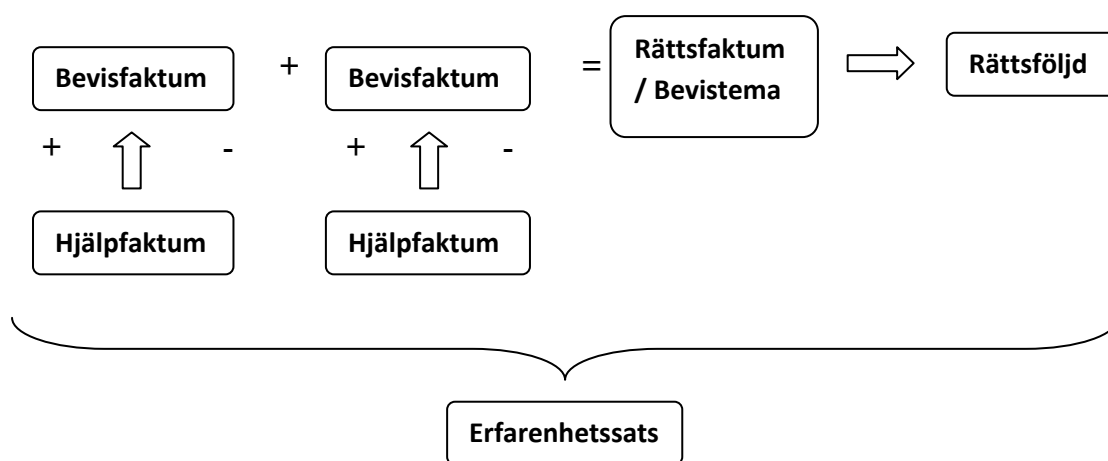 Bevisfaktum + Bevisfaktum = Rättsfaktum
/ Bevistema
Rättsföljd
+ - + -
Hjälpfaktum Hjälpfaktum
Erfarenhetssats